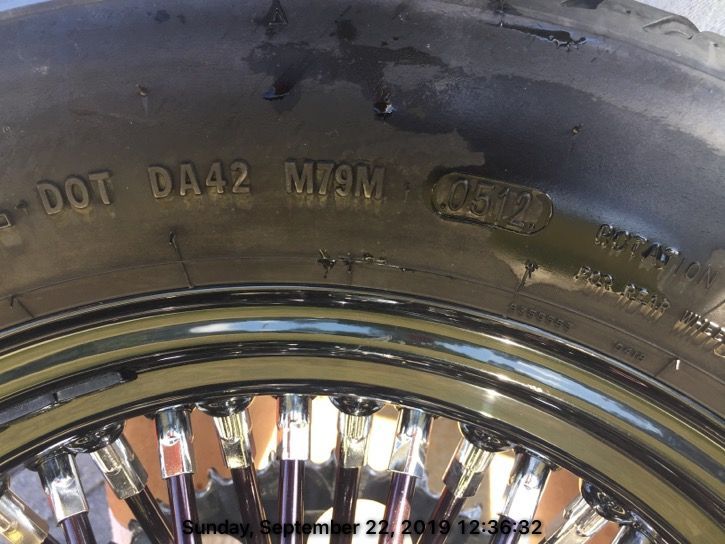 DOT DA42 M79M 0512 ROTATION
FOR REAR WHEEL
Sunday, September 22, 2019 12:36:32